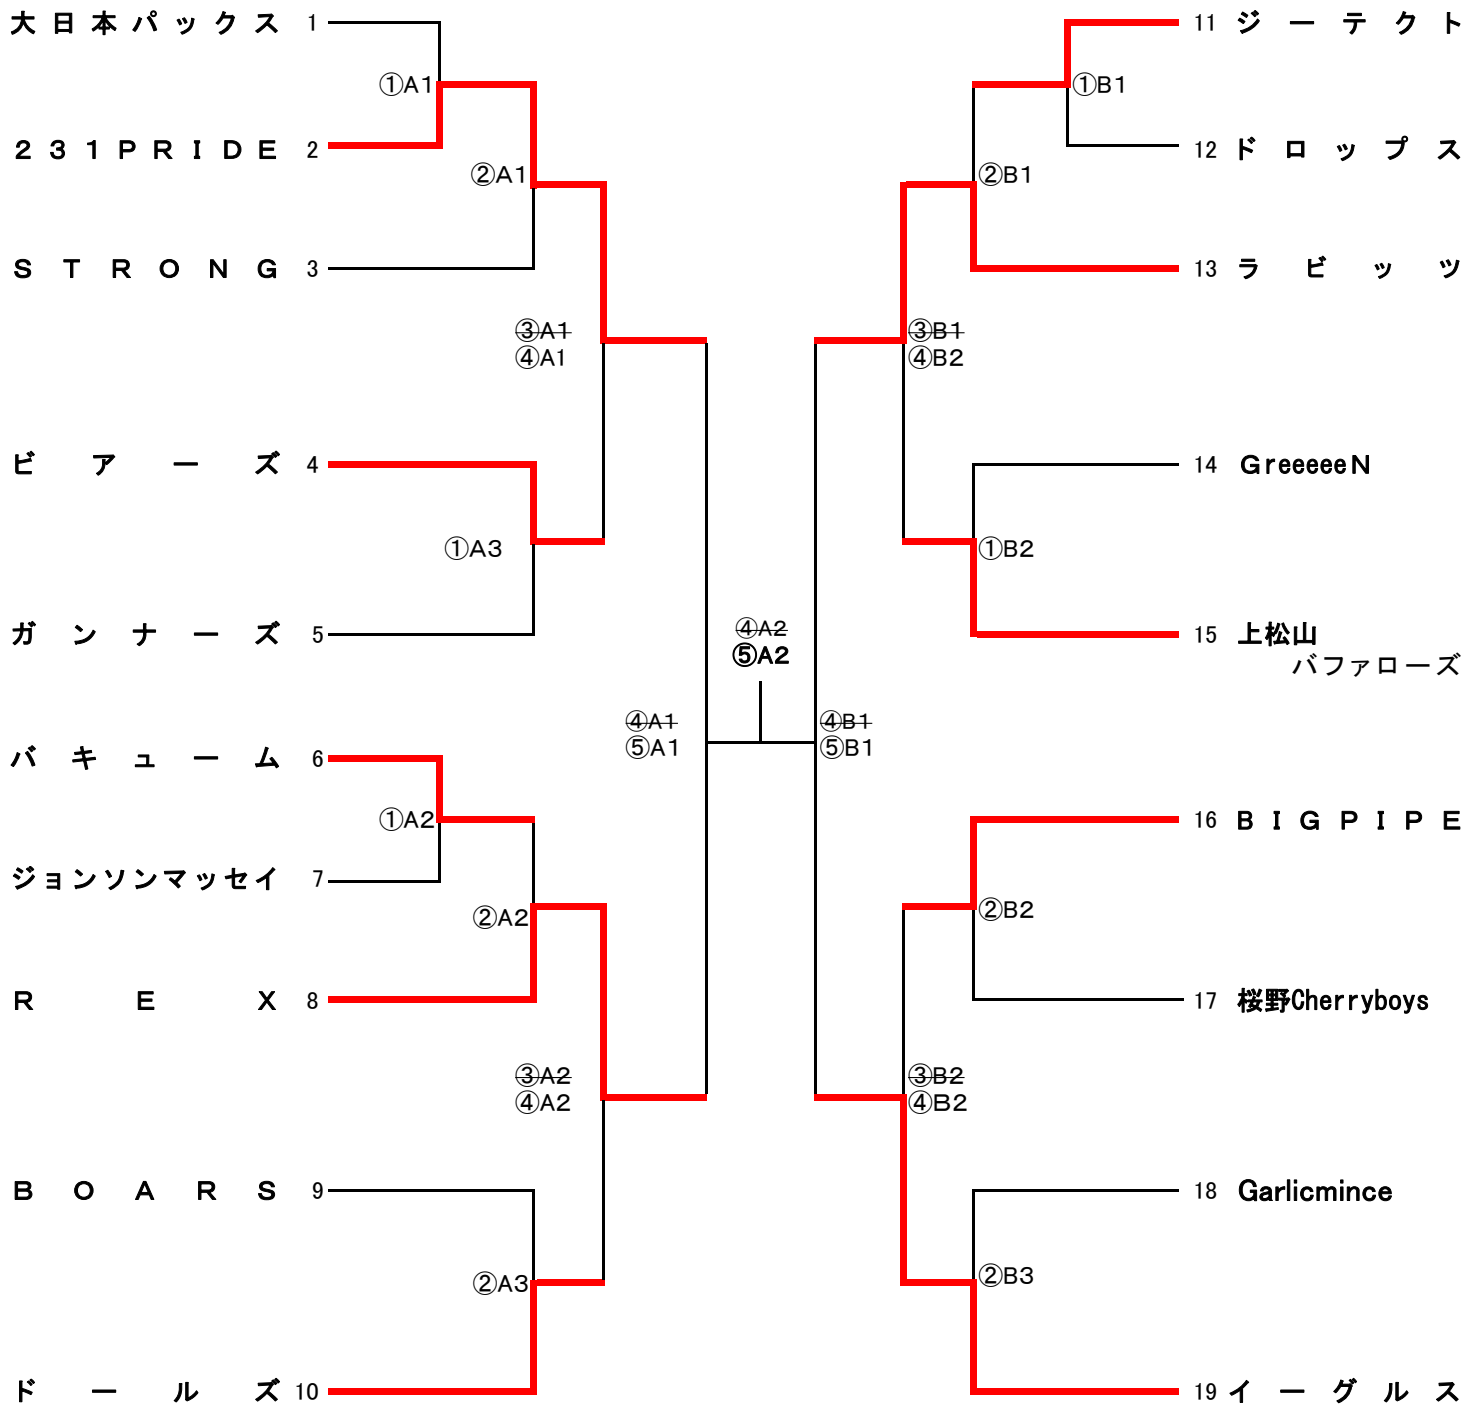 大日本パックス 1
①A1
２３１ＰＲＩＤＥ 2
②A1
ＳＴＲＯＮＧ 3
③A1
④A1
ビアーズ 4
①A3
ガンナーズ 5
バキューム 6
①A2
ジョンソンマッセイ 7
②A2
ＲＥＸ 8
③A2
④A2
ＢＯＡＲＳ 9
②A3
ドールズ 10
④A1
⑤A1
④A2
⑤A2
④B1
⑤B1
11 ジーテクト
①B1
12 ドロップス
②B1
13 ラビッツ
③B1
④B2
14 GreeeeeN
①B2
15 上松山
バファローズ
16 ＢＩＧＰＩＰＥ
②B2
17 桜野Cherryboys
③B2
④B2
18 Garlicmince
②B3
19 イーグルス